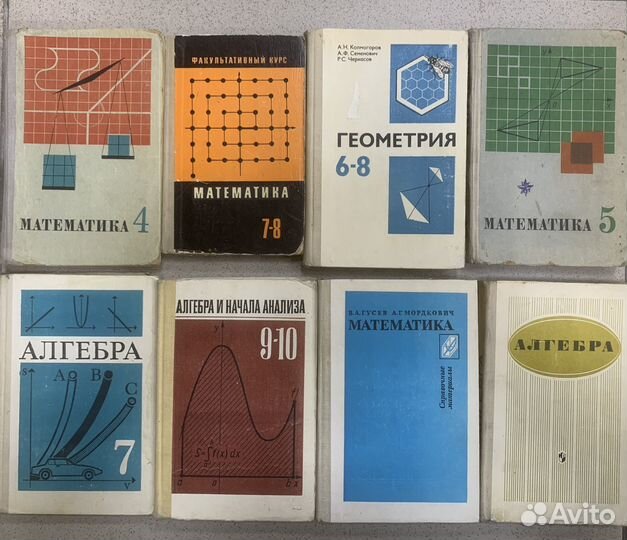 МАТЕМАТИКА 4
ФАКУЛЬТАТИВНЫЙ КУРС
МАТЕМАТИКА
7-8
А.Н. Колмогоров
А.Ф. Семенович
Р.С. Черкасов
ГЕОМЕТРИЯ
6-8
МАТЕМАТИКА 5
АЛГЕБРА
S A B C
7
V
АЛГЕБРА И НАЧАЛА АНАЛИЗА
9-10
y
S=∫f(x)dx
a o b x
В.А.ГУСЕВ А.Г.МОРДКОВИЧ
МАТЕМАТИКА
Справочные
материалы
АЛГЕБРА
Avito